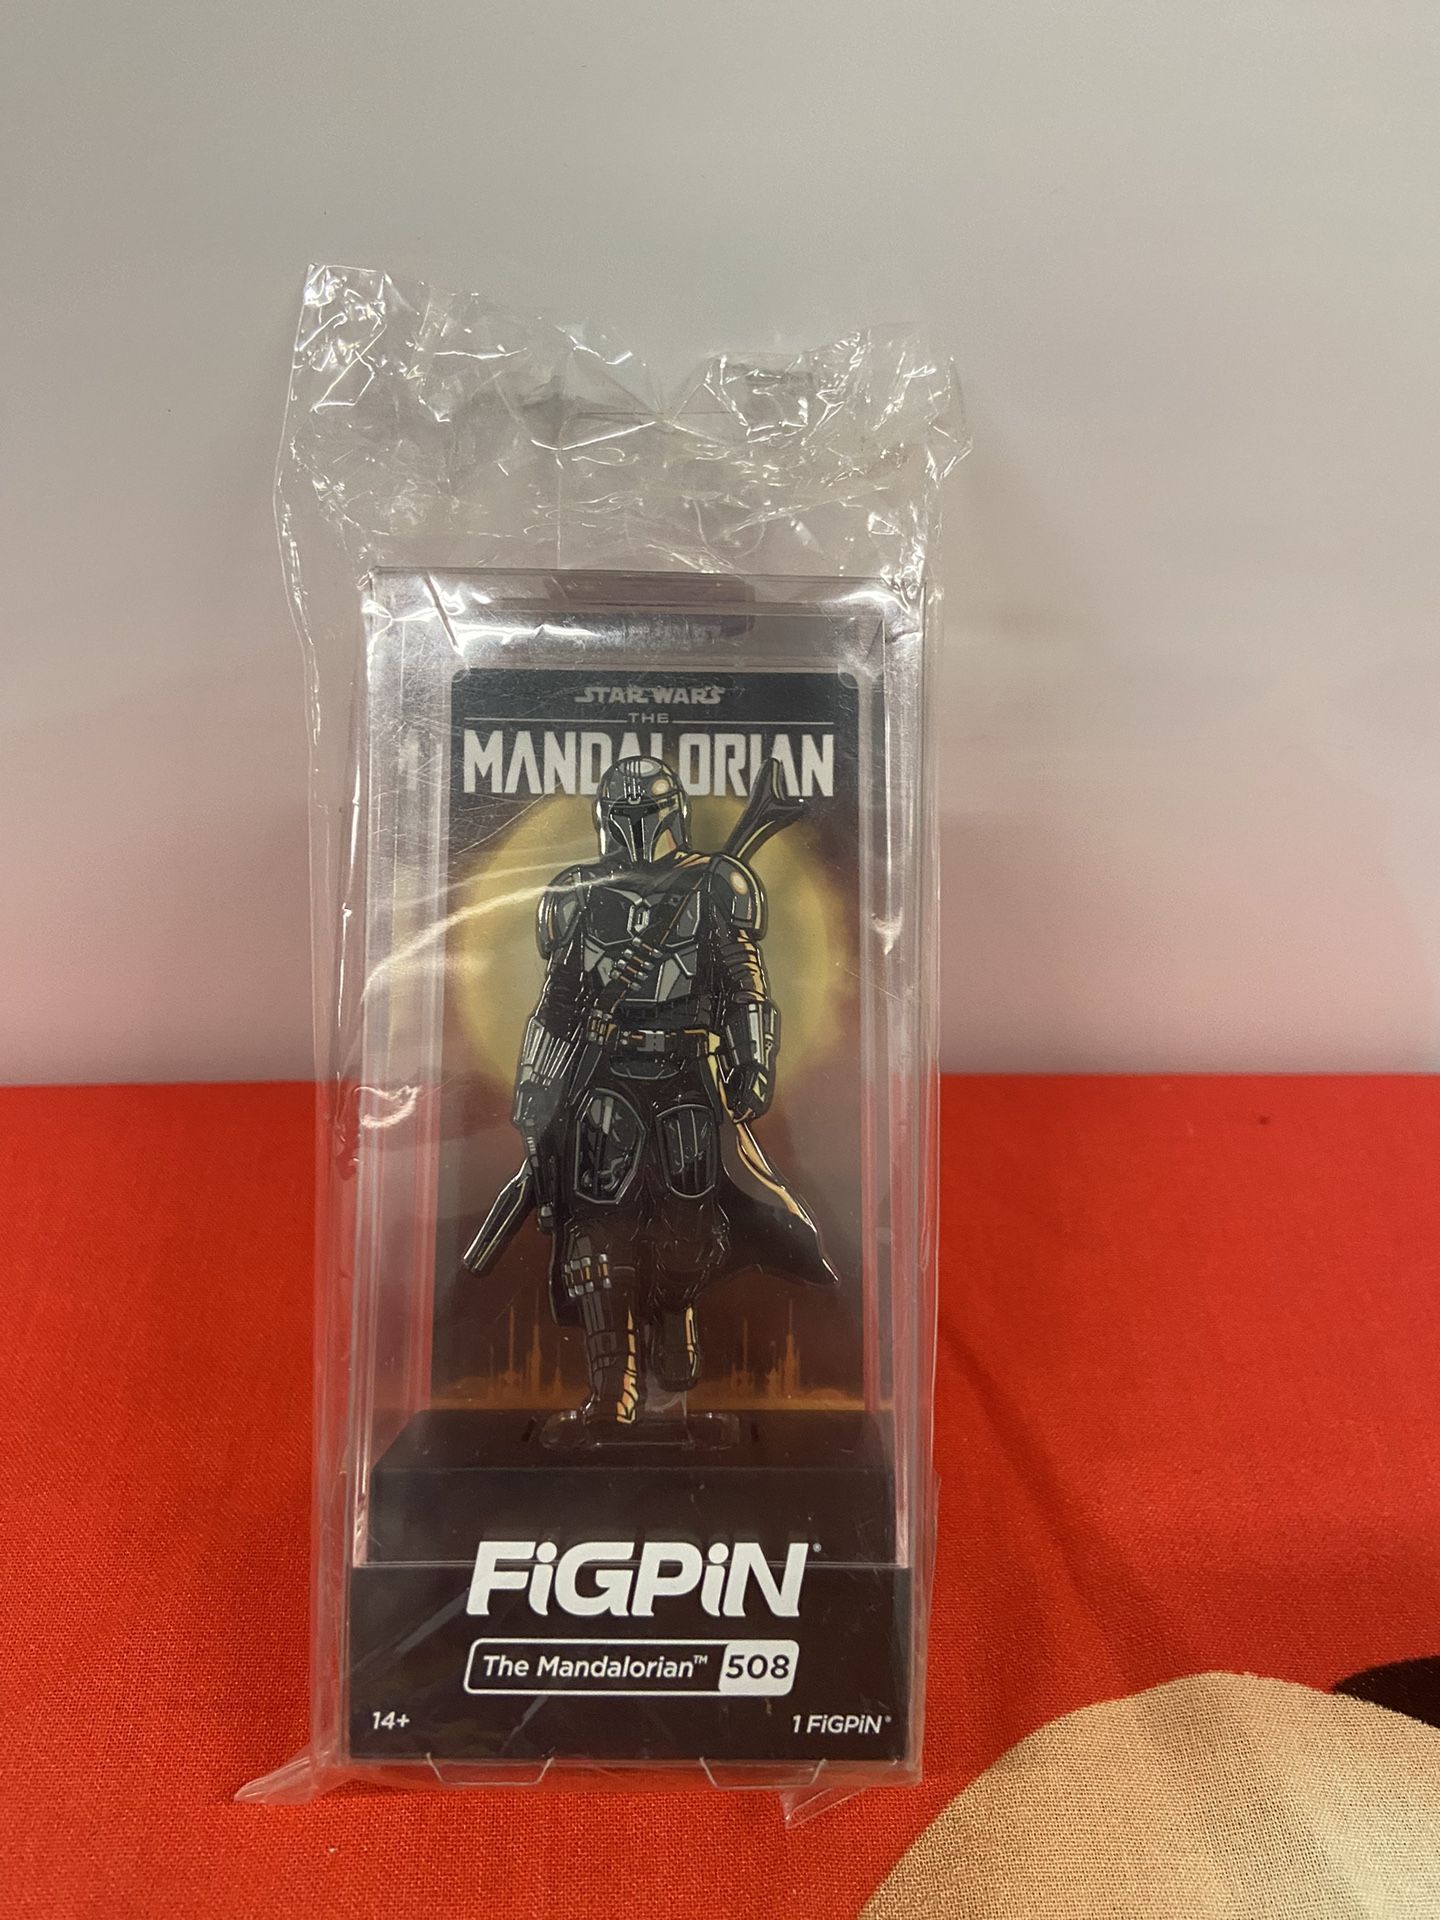 STAR WARS
THE
MANDALORIAN
FiGPiN®
The Mandalorian™ 508
14+
1 FiGPiN®